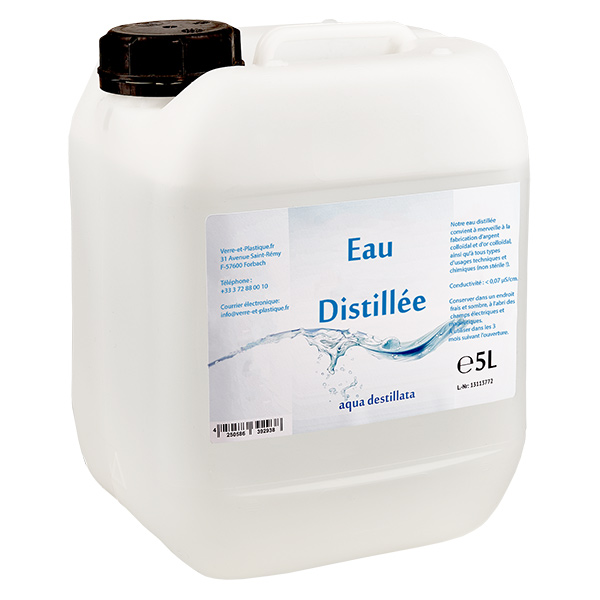 Verre-et-Plastique.fr
31 Avenue Saint-Rémy
F-57600 Forbach
Téléphone :
+33 3 72 88 00 10
Courrier électronique:
info@verre-et-plastique.fr
4 250586 392938
Eau
Distillée
aqua destillata
Notre eau distillée
convient à merveille à la
fabrication d'argent
colloïdal et d'or colloïdal,
ainsi qu'à tous types
d'usages techniques et
chimiques (non stérile !).
Conductivité : < 0,07 µS/cm.
Conserver dans un endroit
frais et sombre, à l'abri des
champs électriques et
À utiliser dans les 3
mois suivant l'ouverture.
℮5L
L-Nr: 13113772